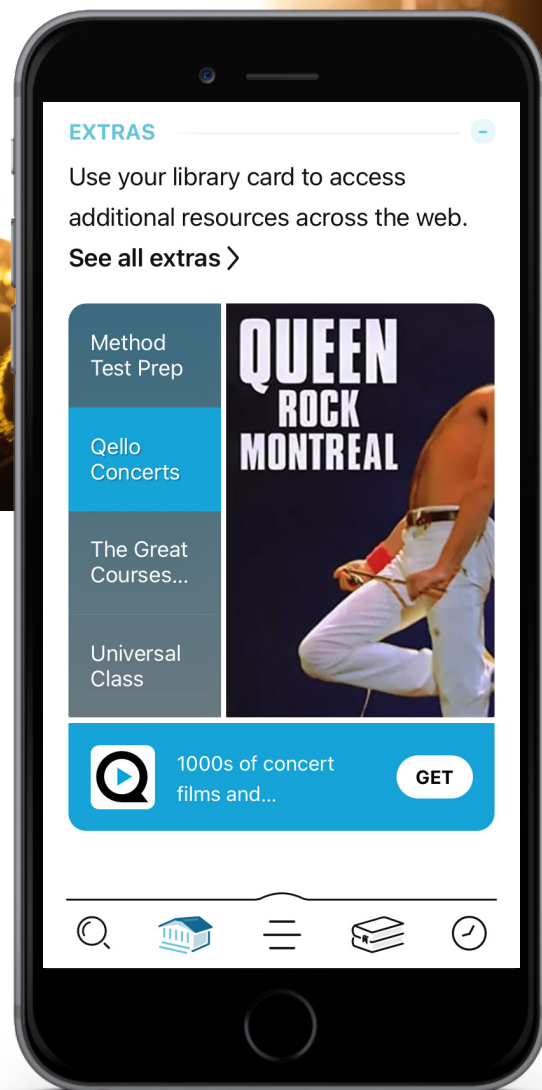 EXTRAS
Use your library card to access
additional resources across the web.
See all extras
Method
Test Prep
Qello
Concerts
The Great
Courses...
Universal
Class
QUEEN
ROCK
MONTREAL
1000s of concert
films and...
GET